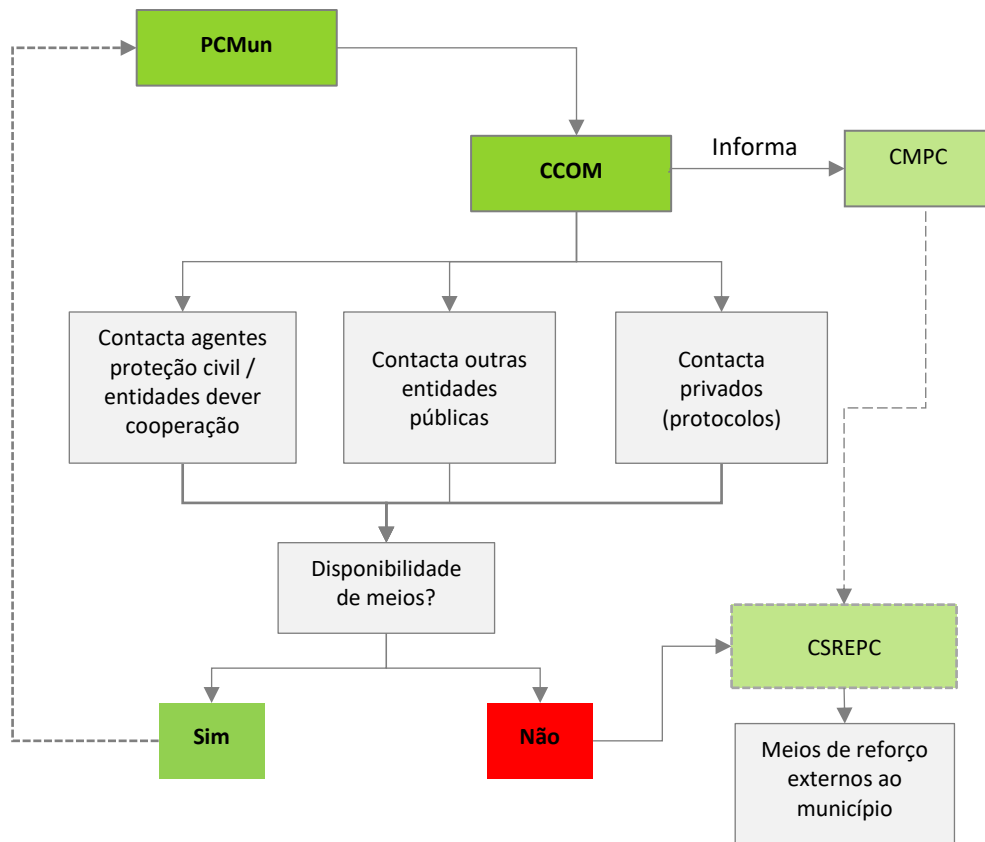 PCMun
CCOM
Informa
CMPC
Contacta agentes
proteção civil /
entidades dever
cooperação
Contacta outras
entidades
públicas
Contacta
privados
(protocolos)
Disponibilidade
de meios?
CSREPC
Sim
Não
Meios de reforço
externos ao
município